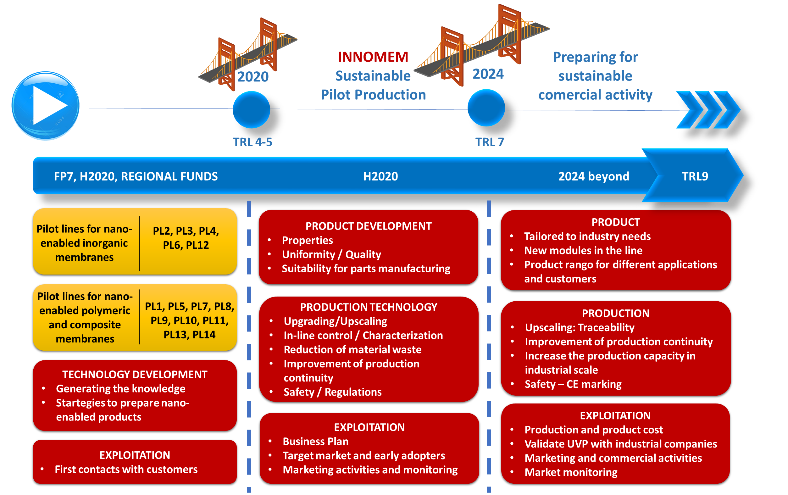 2020
INNOMEM
Sustainable
Pilot Production
2024
Preparing for
sustainable
comercial activity
TRL 4-5
TRL 7
FP7, H2020, REGIONAL FUNDS
H2020
2024 beyond
TRL9
Pilot lines for nano-
enabled inorganic
membranes
PL2, PL3, PL4,
PL6, PL12
Pilot lines for nano-
enabled polymeric
and composite
membranes
PL1, PL5, PL7, PL8,
PL9, PL10, PL11,
PL13, PL14
TECHNOLOGY DEVELOPMENT
• Generating the knowledge
• Startegies to prepare nano-
enabled products
EXPLOITATION
• First contacts with customers
PRODUCT DEVELOPMENT
• Properties
• Uniformity / Quality
• Suitability for parts manufacturing
PRODUCTION TECHNOLOGY
• Upgrading/Upscaling
• In-line control / Characterization
• Reduction of material waste
• Improvement of production
continuity
• Safety / Regulations
EXPLOITATION
• Business Plan
• Target market and early adopters
• Marketing activities and monitoring
PRODUCT
• Tailored to industry needs
• New modules in the line
• Product rango for different applications
and customers
PRODUCTION
• Upscaling: Traceability
• Improvement of production continuity
• Increase the production capacity in
industrial scale
• Safety – CE marking
EXPLOITATION
• Production and product cost
• Validate UVP with industrial companies
• Marketing and commercial activities
• Market monitoring